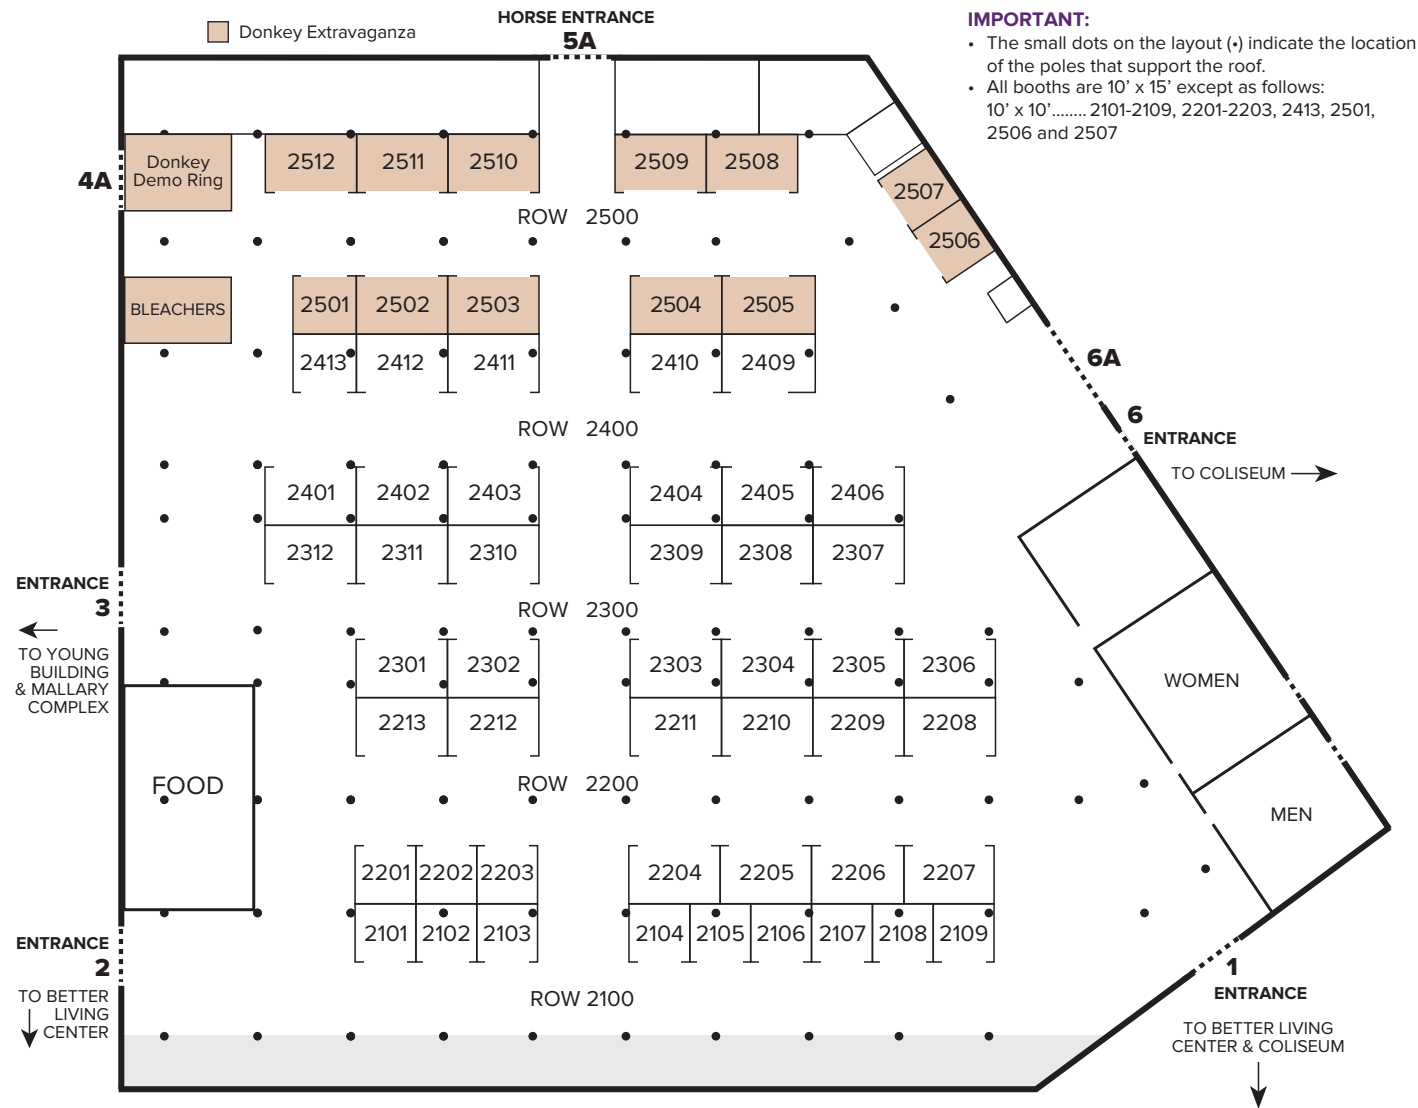 HORSE ENTRANCE
5A
Donkey Extravaganza
IMPORTANT:
• The small dots on the layout (•) indicate the location
of the poles that support the roof.
• All booths are 10’ x 15’ except as follows:
10’ x 10’........ 2101-2109, 2201-2203, 2413, 2501,
2506 and 2507
4A
Donkey
Demo Ring
2512 2511 2510 2509 2508
2507
2506
ROW 2500
BLEACHERS
2501 2502 2503 2504 2505
2413 2412 2411 2410 2409
6A
6
ENTRANCE
TO COLISEUM
ROW 2400
2401 2402 2403 2404 2405 2406
2312 2311 2310 2309 2308 2307
ENTRANCE
3
TO YOUNG
BUILDING
& MALLARY
COMPLEX
ROW 2300
2301 2302 2303 2304 2305 2306
2213 2212 2211 2210 2209 2208
WOMEN
FOOD
ROW 2200
MEN
2201 2202 2203 2204 2205 2206 2207
2101 2102 2103 2104 2105 2106 2107 2108 2109
ENTRANCE
2
TO BETTER
LIVING
CENTER
ROW 2100
1
ENTRANCE
TO BETTER LIVING
CENTER & COLISEUM